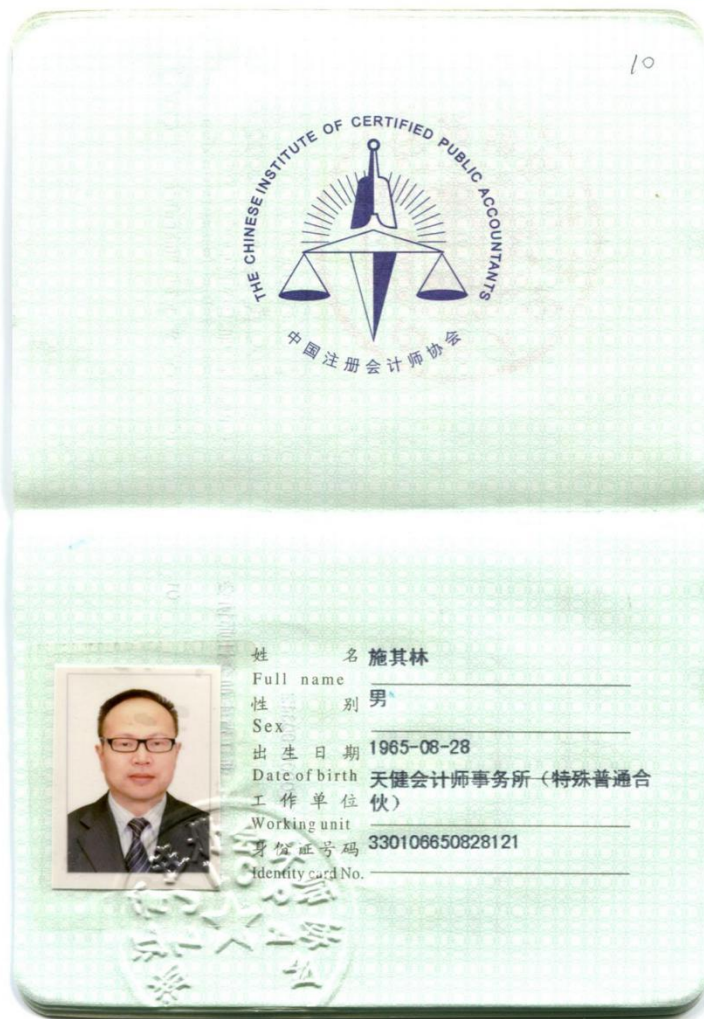 10
THE CHINESE INSTITUTE OF CERTIFIED PUBLIC ACCOUNTANTS
中国注册会计师协会
姓 名 施其林
Full name
性 别 男
Sex
出生日期 1965-08-28
Date of birth
工作单位 天健会计师事务所（特殊普通合
伙）
Working unit
身份证号码 330106650828121
Identity card No.